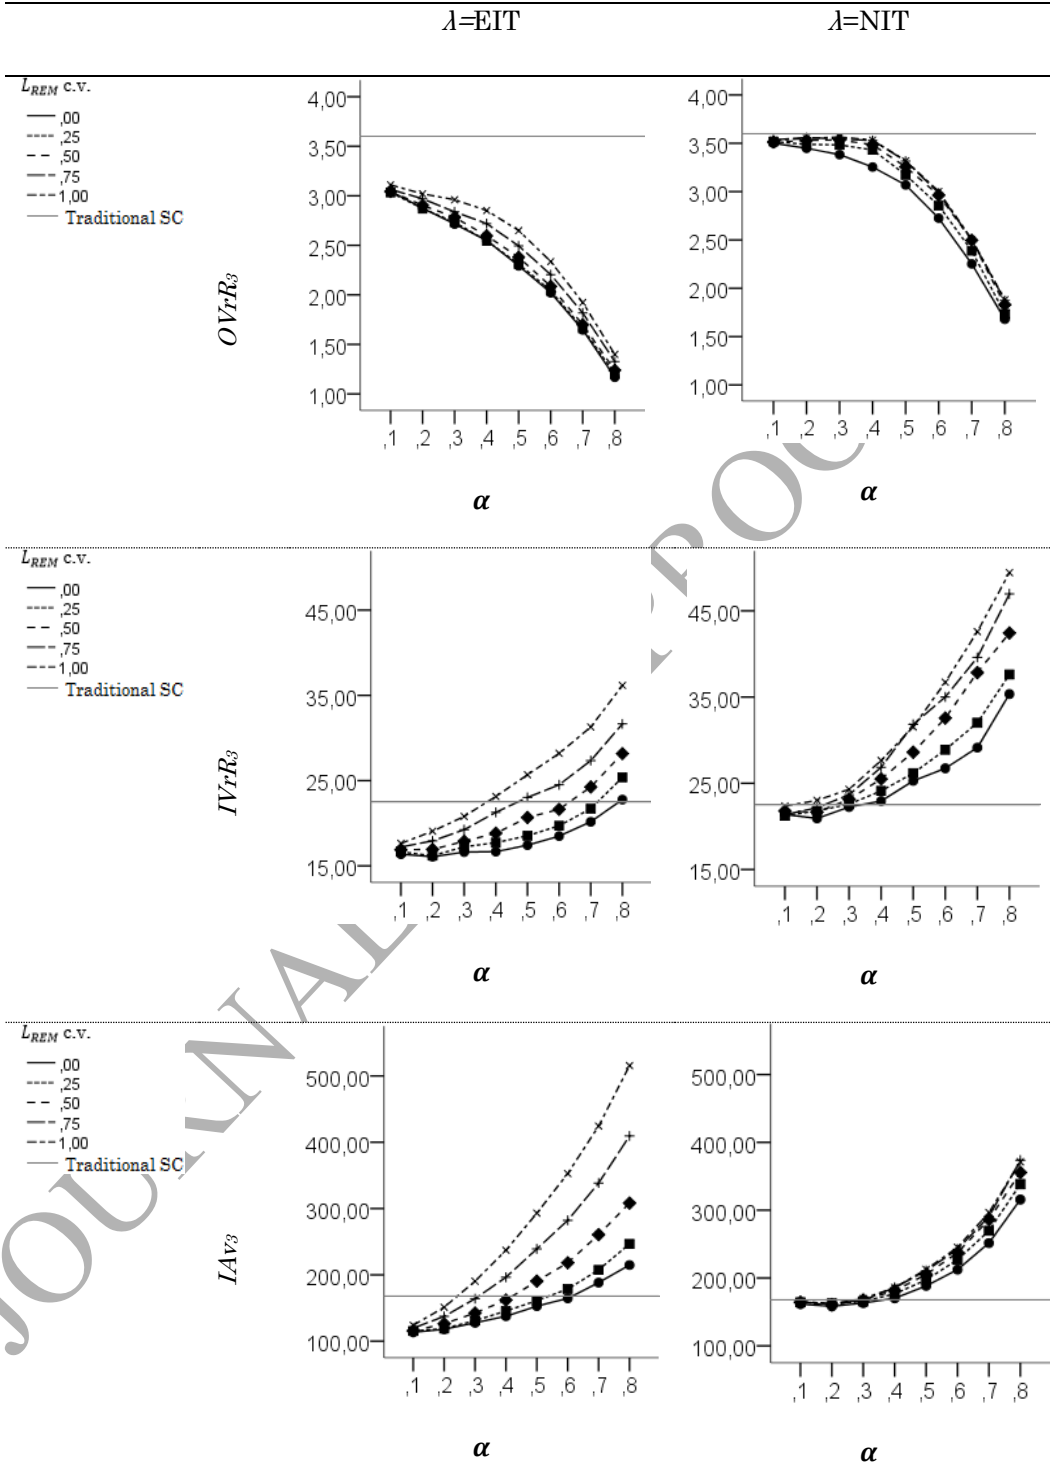 λ=EIT λ=NIT
L_REM c.v.
,00
,25
,50
,75
1,00
Traditional SC
OVrR3
4,00
3,50
3,00
2,50
2,00
1,50
1,00
,1 ,2 ,3 ,4 ,5 ,6 ,7 ,8
α
4,00
3,50
3,00
2,50
2,00
1,50
1,00
,1 ,2 ,3 ,4 ,5 ,6 ,7 ,8
α
L_REM c.v.
,00
,25
,50
,75
1,00
Traditional SC
IVrR3
45,00
35,00
25,00
15,00
,1 ,2 ,3 ,4 ,5 ,6 ,7 ,8
α
45,00
35,00
25,00
15,00
,1 ,2 ,3 ,4 ,5 ,6 ,7 ,8
α
L_REM c.v.
,00
,25
,50
,75
1,00
Traditional SC
IAv3
500,00
400,00
300,00
200,00
100,00
,1 ,2 ,3 ,4 ,5 ,6 ,7 ,8
α
500,00
400,00
300,00
200,00
100,00
,1 ,2 ,3 ,4 ,5 ,6 ,7 ,8
α
JOURNAL